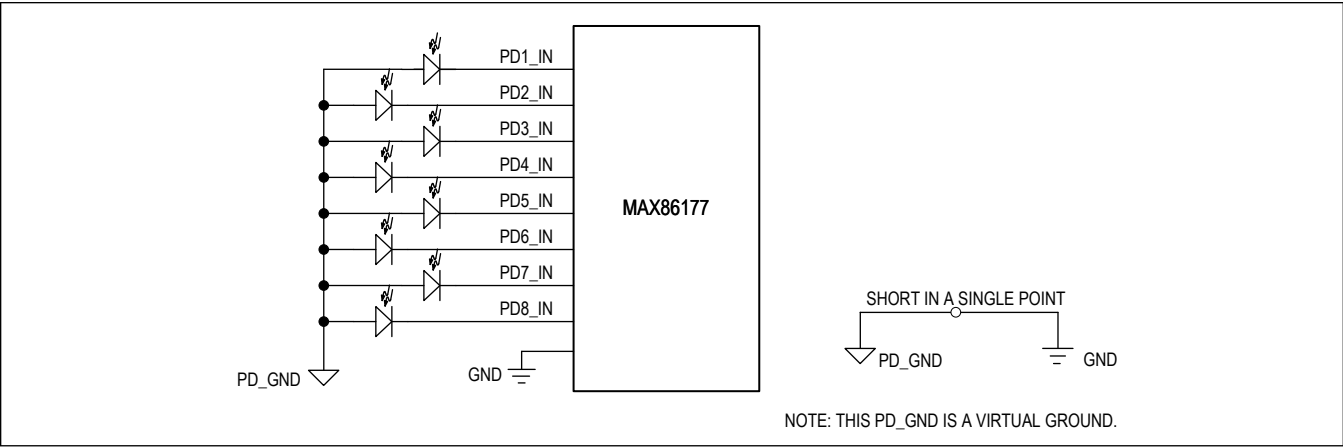 PD1_IN
PD2_IN
PD3_IN
PD4_IN
PD5_IN
PD6_IN
PD7_IN
PD8_IN
MAX86177
PD_GND
GND
SHORT IN A SINGLE POINT
PD_GND
GND
NOTE: THIS PD_GND IS A VIRTUAL GROUND.